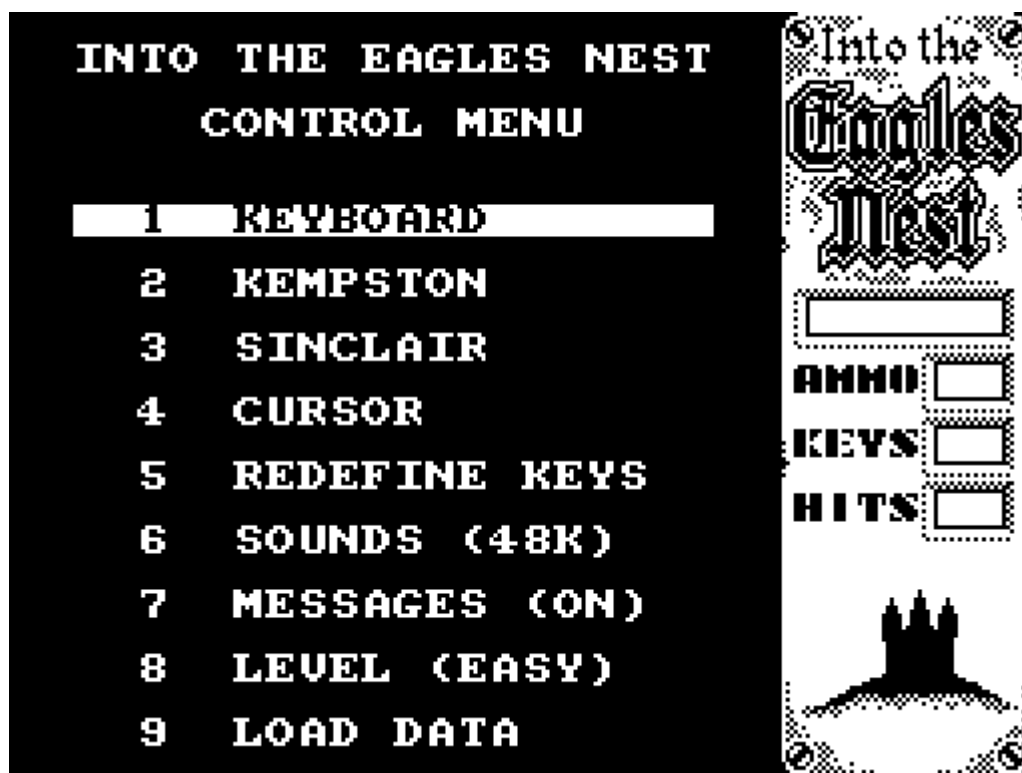 INTO THE EAGLES NEST
CONTROL MENU
1 KEYBOARD
2 KEMPSTON
3 SINCLAIR
4 CURSOR
5 REDEFINE KEYS
6 SOUNDS (48K)
7 MESSAGES (ON)
8 LEVEL (EASY)
9 LOAD DATA
Into the
Eagles
Nest
AMMO
KEYS
HITS